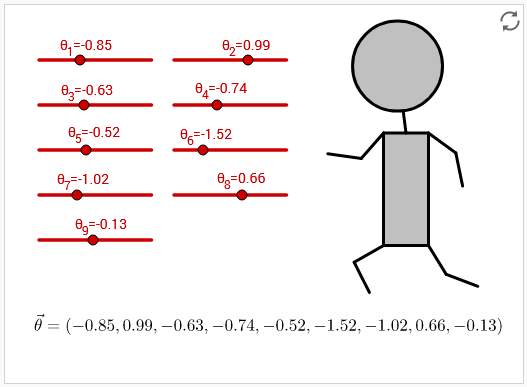 θ₁=-0.85 θ₂=0.99
θ₃=-0.63 θ₄=-0.74
θ₅=-0.52 θ₆=-1.52
θ₇=-1.02 θ₈=0.66
θ₉=-0.13
θ⃗ = (−0.85, 0.99, −0.63, −0.74, −0.52, −1.52, −1.02, 0.66, −0.13)